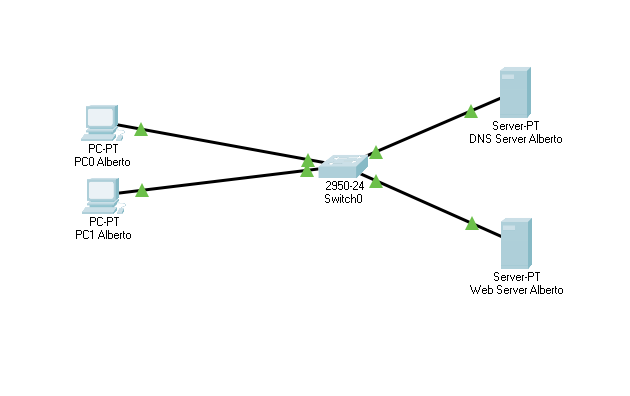 PC-PT
PC0 Alberto
PC-PT
PC1 Alberto
2950-24
Switch0
Server-PT
DNS Server Alberto
Server-PT
Web Server Alberto